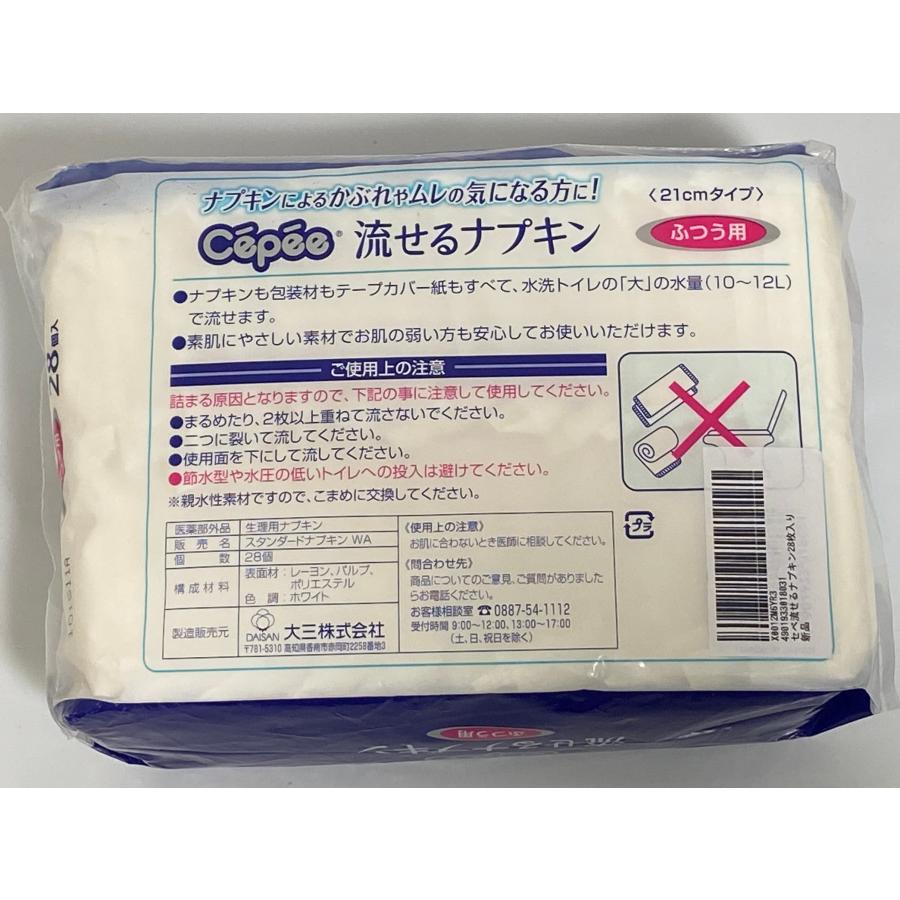 ナプキンによるかぶれやムレの気になる方に!
〈21cmタイプ〉
Cépée® 流せるナプキン
ふつう用
●ナプキンも包装材もテープカバー紙もすべて、水洗トイレの「大」の水量(10〜12L)
で流せます。
●素肌にやさしい素材でお肌の弱い方も安心してお使いいただけます。
ご使用上の注意
詰まる原因となりますので、下記の事に注意して使用してください。
●まるめたり、2枚以上重ねて流さないでください。
●二つに裂いて流してください。
●使用面を下にして流してください。
●節水型や水圧の低いトイレへの投入は避けてください。
※親水性素材ですので、こまめに交換してください。
医薬部外品 生理用ナプキン
販売名 スタンダードナプキン WA
個数 28個
構成材料 表面材:レーヨン、パルプ、
ポリエステル
色調:ホワイト
製造販売元 DAISAN 大三株式会社
〒781-5310 高知県香南市赤岡町2258番地3
《使用上の注意》
お肌に合わないとき医師に相談してください。
《問合わせ先》
商品についてのご意見、ご質問がありました
らお電話ください。
お客様相談室 ☎0887-54-1112
受付時間 9:00〜12:00、13:00〜17:00
(土、日、祝日を除く)
プラ
X0012M6YR3
4901933018031
セペ流せるナプキン28枚入り
新品
28個入
ふつう用
流せるナプキン